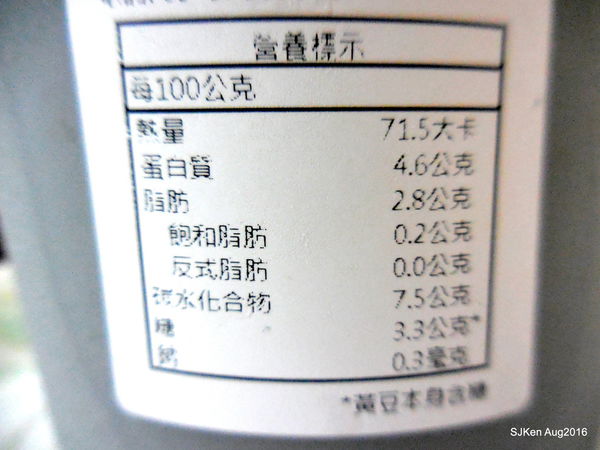 營養標示
每100公克
熱量 71.5大卡
蛋白質 4.6公克
脂肪 2.8公克
飽和脂肪 0.2公克
反式脂肪 0.0公克
碳水化合物 7.5公克
糖 3.3公克*
鈉 0.3毫克
*黃豆本身含糖
SJKen Aug2016